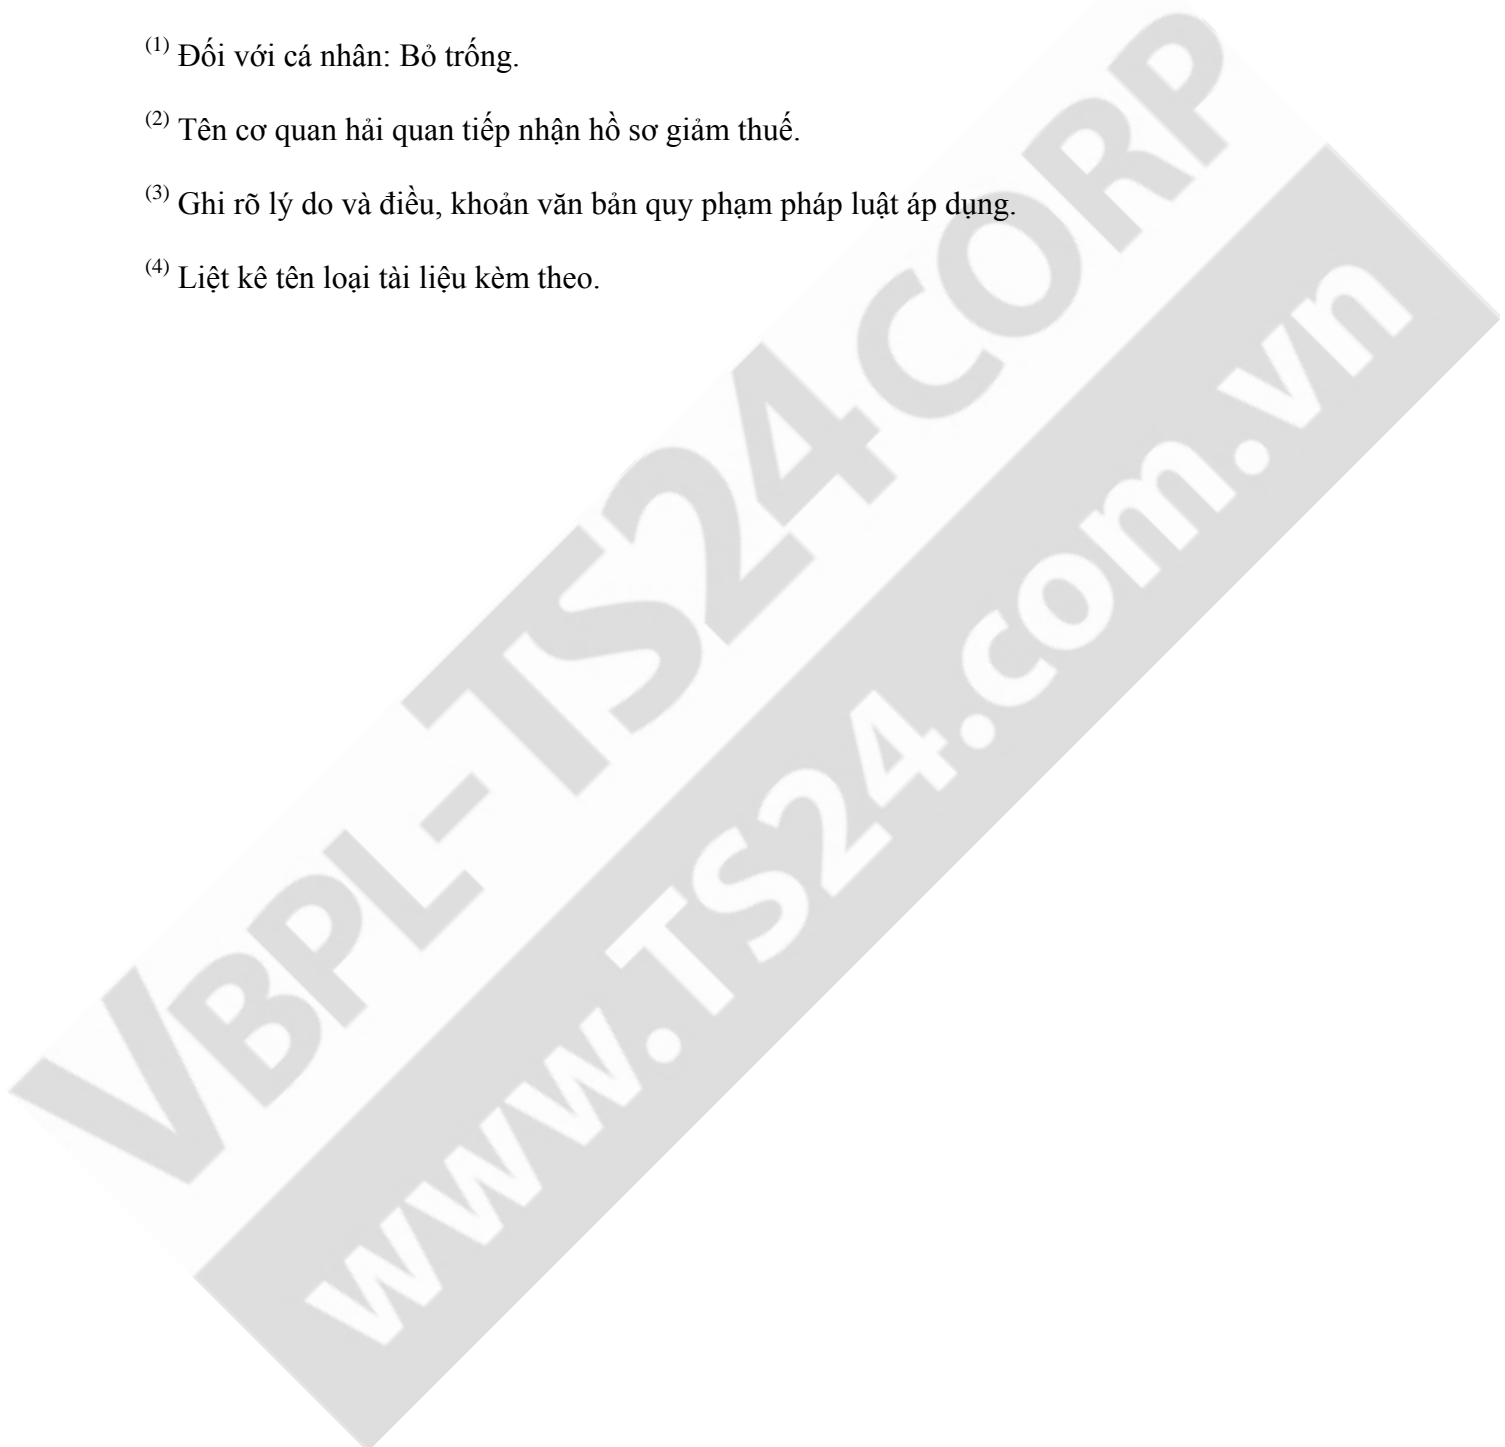 (1) Đối với cá nhân: Bỏ trống.
(2) Tên cơ quan hải quan tiếp nhận hồ sơ giảm thuế.
(3) Ghi rõ lý do và điều, khoản văn bản quy phạm pháp luật áp dụng.
(4) Liệt kê tên loại tài liệu kèm theo.
VBPL-TS24CORP
www.TS24.com.vn